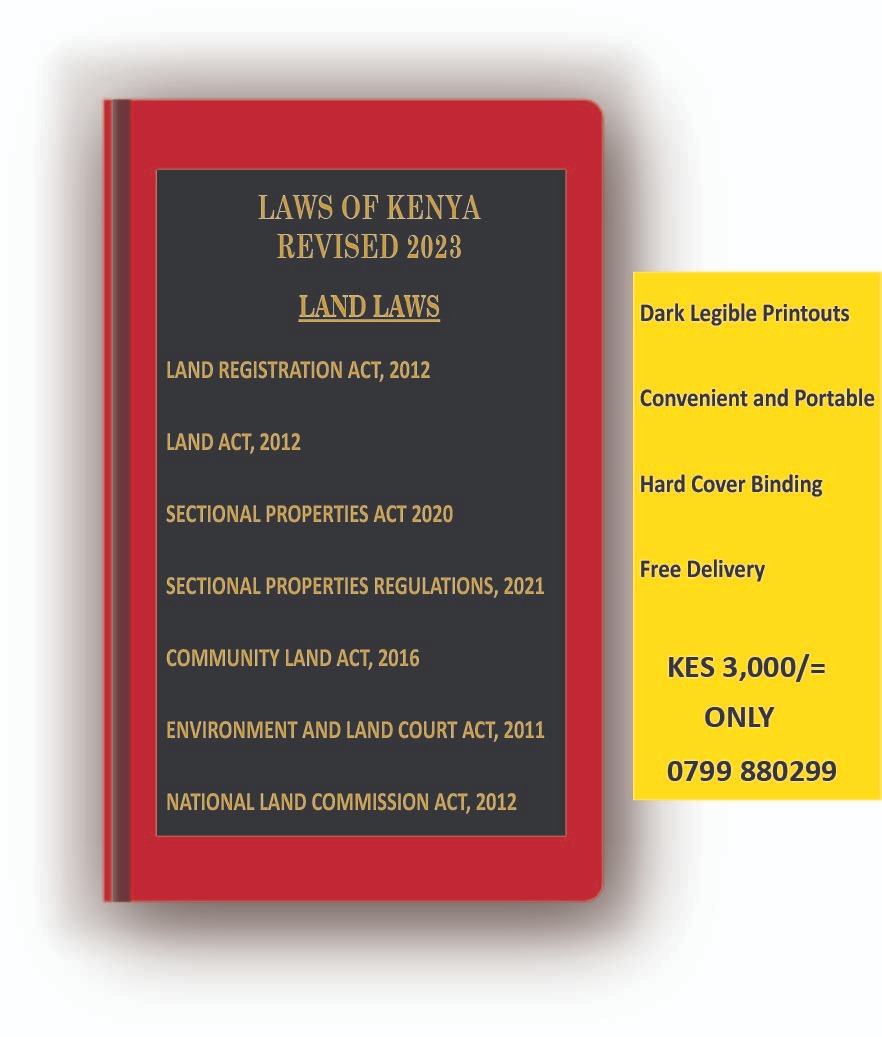 LAWS OF KENYA
REVISED 2023
LAND LAWS
LAND REGISTRATION ACT, 2012
LAND ACT, 2012
SECTIONAL PROPERTIES ACT 2020
SECTIONAL PROPERTIES REGULATIONS, 2021
COMMUNITY LAND ACT, 2016
ENVIRONMENT AND LAND COURT ACT, 2011
NATIONAL LAND COMMISSION ACT, 2012
Dark Legible Printouts
Convenient and Portable
Hard Cover Binding
Free Delivery
KES 3,000/=
ONLY
0799 880299